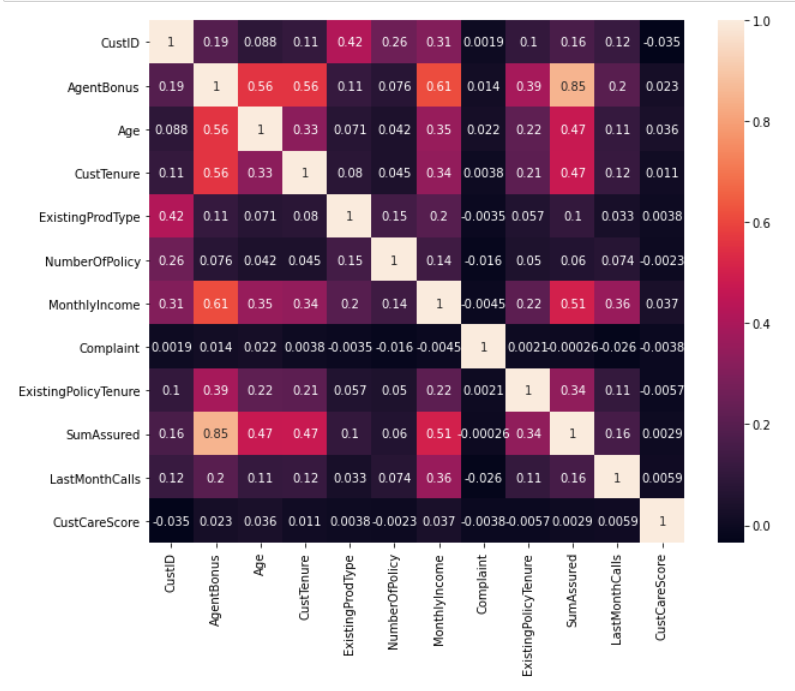 CustID 1 0.19 0.088 0.11 0.42 0.26 0.31 0.0019 0.1 0.16 0.12 -0.035
AgentBonus 0.19 1 0.56 0.56 0.11 0.076 0.61 0.014 0.39 0.85 0.2 0.023
Age 0.088 0.56 1 0.33 0.071 0.042 0.35 0.022 0.22 0.47 0.11 0.036
CustTenure 0.11 0.56 0.33 1 0.08 0.045 0.34 0.0038 0.21 0.47 0.12 0.011
ExistingProdType 0.42 0.11 0.071 0.08 1 0.15 0.2 -0.0035 0.057 0.1 0.033 0.0038
NumberOfPolicy 0.26 0.076 0.042 0.045 0.15 1 0.14 -0.016 0.05 0.06 0.074 -0.0023
MonthlyIncome 0.31 0.61 0.35 0.34 0.2 0.14 1 -0.0045 0.22 0.51 0.36 0.037
Complaint 0.0019 0.014 0.022 0.0038 -0.0035 -0.016 -0.0045 1 0.0021 -0.00026 -0.026 -0.0038
ExistingPolicyTenure 0.1 0.39 0.22 0.21 0.057 0.05 0.22 0.0021 1 0.34 0.11 -0.0057
SumAssured 0.16 0.85 0.47 0.47 0.1 0.06 0.51 -0.00026 0.34 1 0.16 0.0029
LastMonthCalls 0.12 0.2 0.11 0.12 0.033 0.074 0.36 -0.026 0.11 0.16 1 0.0059
CustCareScore -0.035 0.023 0.036 0.011 0.0038 -0.0023 0.037 -0.0038 -0.0057 0.0029 0.0059 1
CustID
AgentBonus
Age
CustTenure
ExistingProdType
NumberOfPolicy
MonthlyIncome
Complaint
ExistingPolicyTenure
SumAssured
LastMonthCalls
CustCareScore
1.0
0.8
0.6
0.4
0.2
0.0